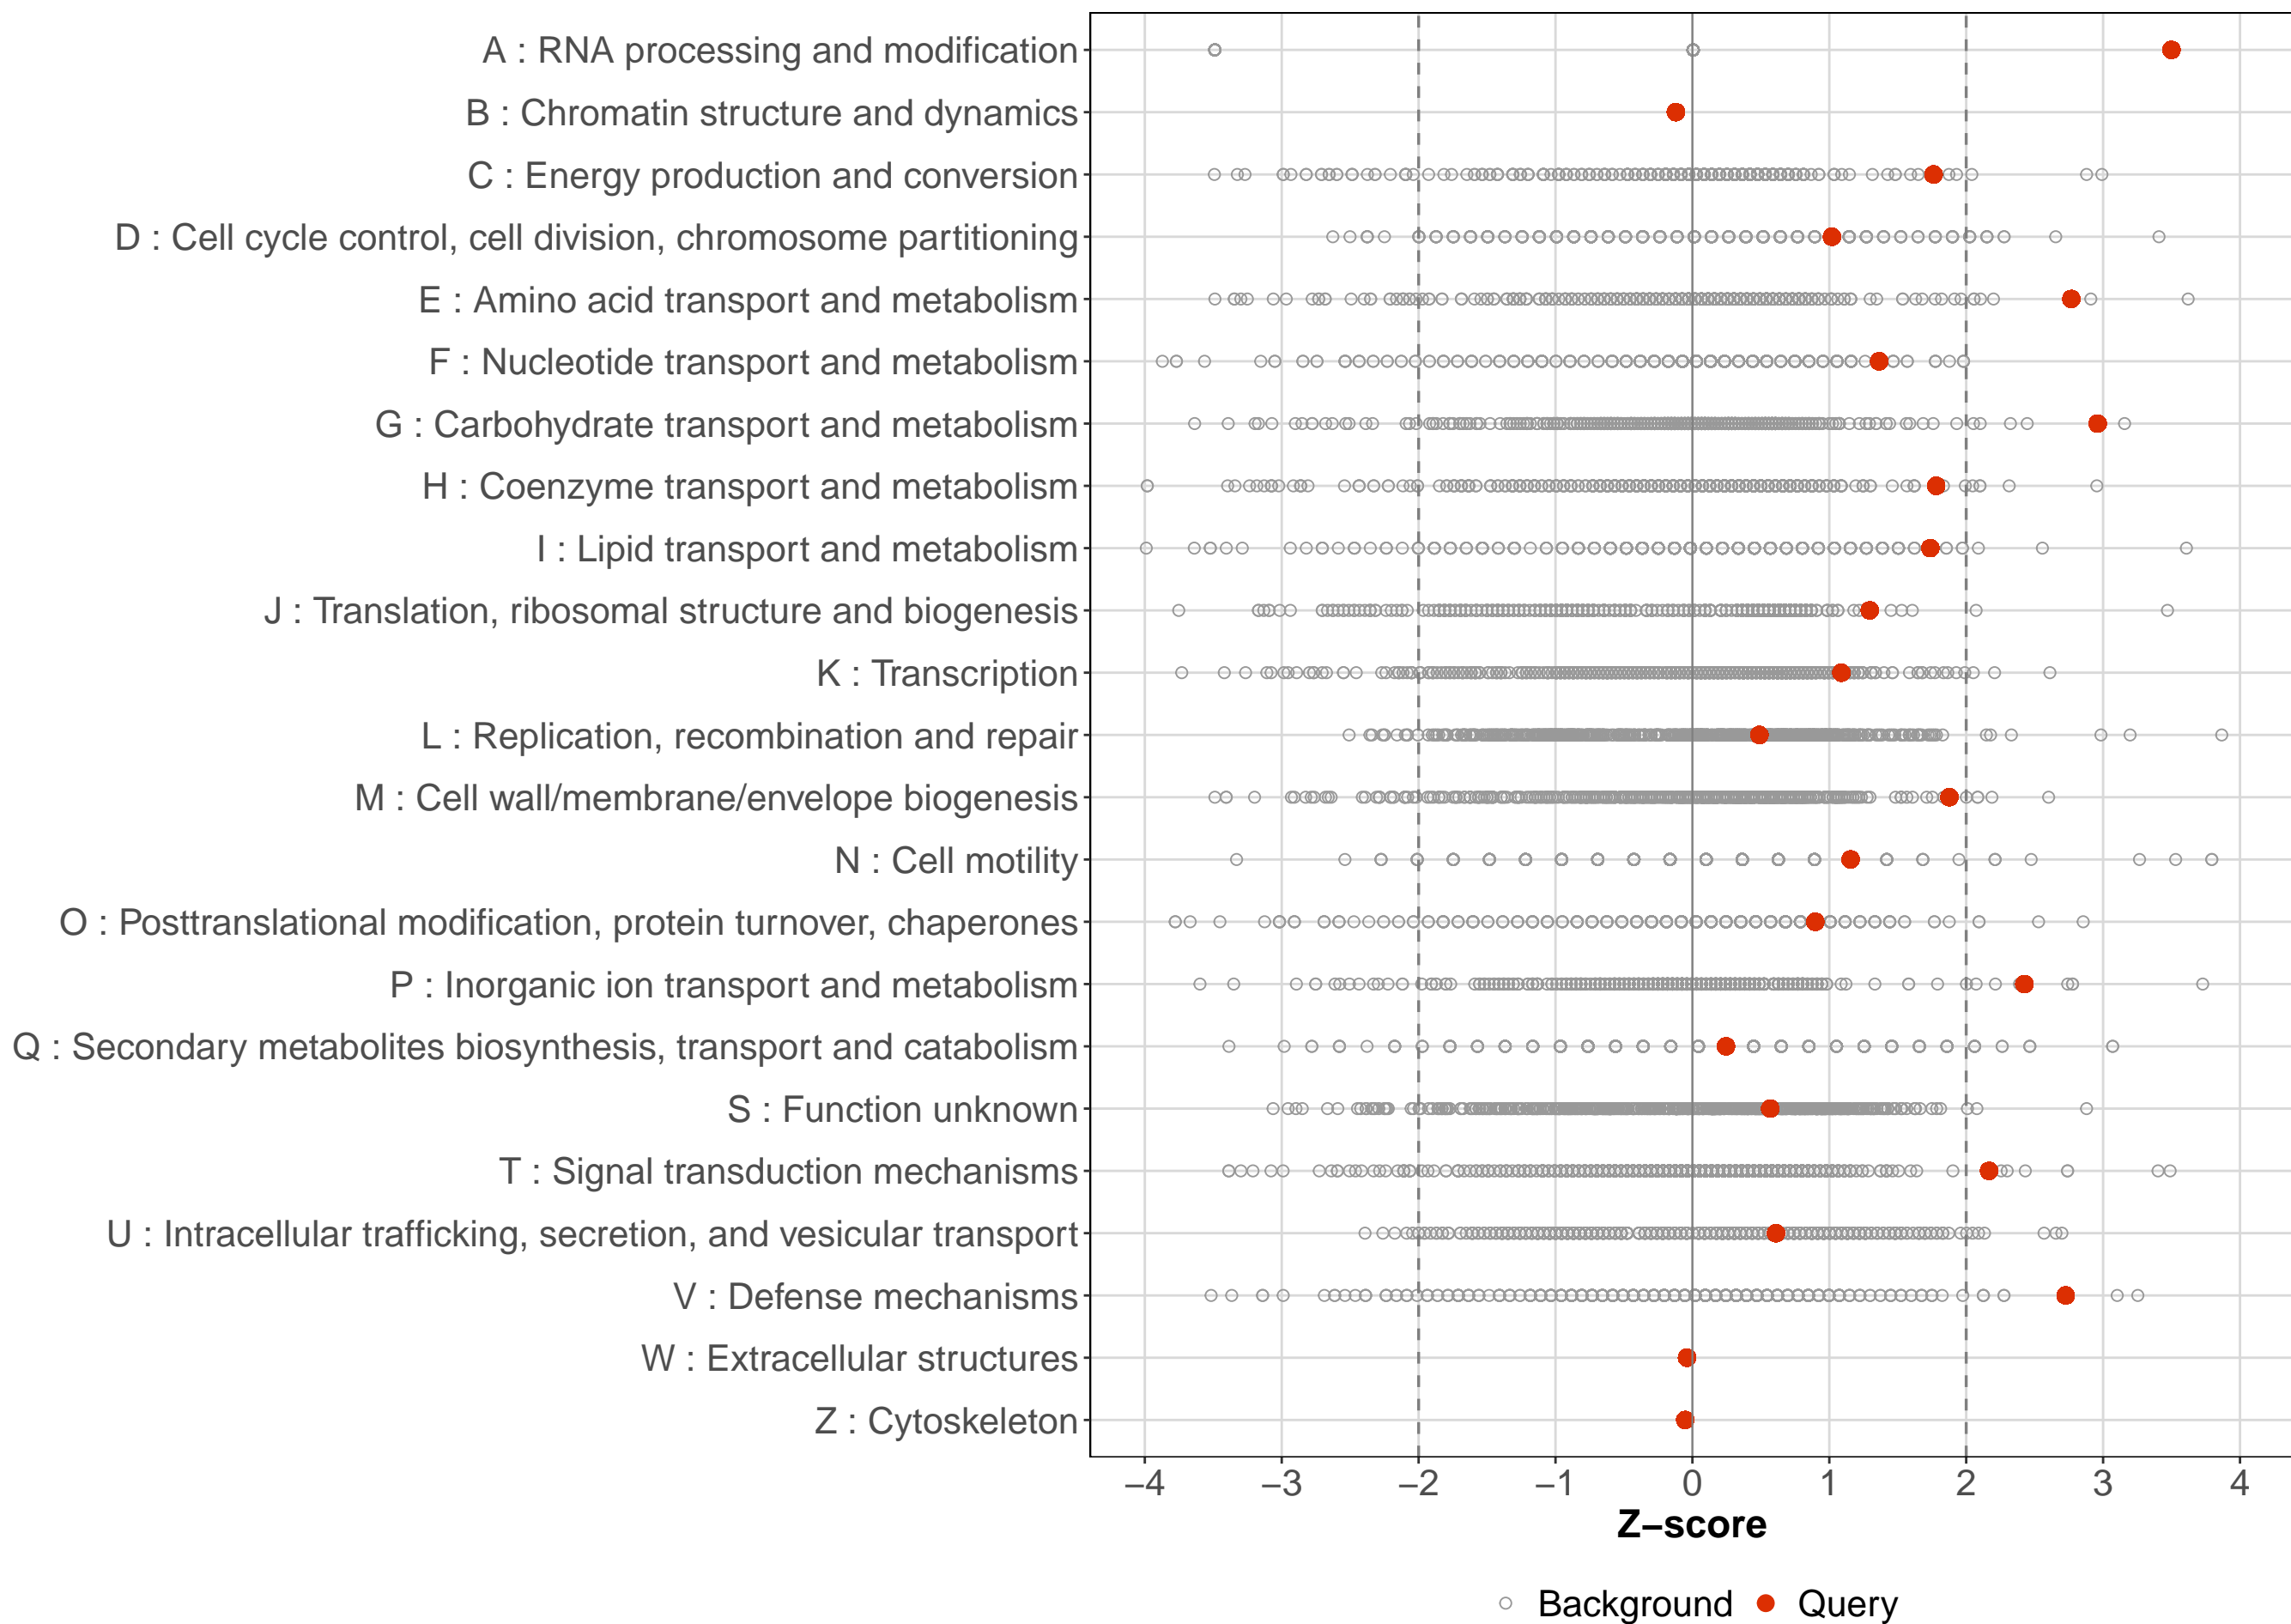 A : RNA processing and modification
B : Chromatin structure and dynamics
C : Energy production and conversion
D : Cell cycle control, cell division, chromosome partitioning
E : Amino acid transport and metabolism
F : Nucleotide transport and metabolism
G : Carbohydrate transport and metabolism
H : Coenzyme transport and metabolism
I : Lipid transport and metabolism
J : Translation, ribosomal structure and biogenesis
K : Transcription
L : Replication, recombination and repair
M : Cell wall/membrane/envelope biogenesis
N : Cell motility
O : Posttranslational modification, protein turnover, chaperones
P : Inorganic ion transport and metabolism
Q : Secondary metabolites biosynthesis, transport and catabolism
S : Function unknown
T : Signal transduction mechanisms
U : Intracellular trafficking, secretion, and vesicular transport
V : Defense mechanisms
W : Extracellular structures
Z : Cytoskeleton
−4 −3 −2 −1 0 1 2 3 4
Z−score
Background Query